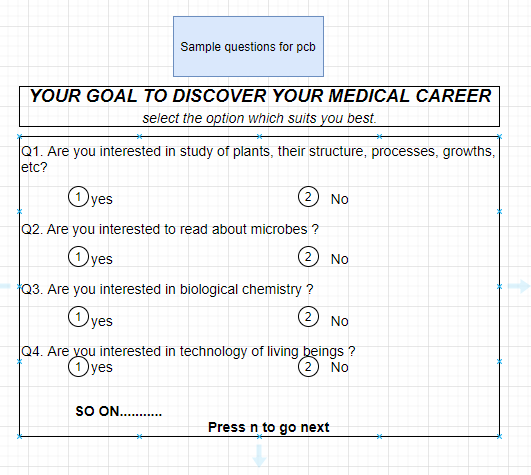 Sample questions for pcb
YOUR GOAL TO DISCOVER YOUR MEDICAL CAREER
select the option which suits you best.
Q1. Are you interested in study of plants, their structure, processes, growths,
etc?
1 yes 2 No
Q2. Are you interested to read about microbes ?
1 yes 2 No
Q3. Are you interested in biological chemistry ?
1 yes 2 No
Q4. Are you interested in technology of living beings ?
1 yes 2 No
SO ON...........
Press n to go next